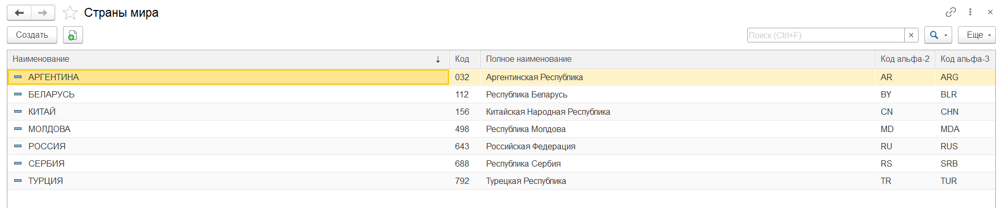 Страны мира
Создать
Поиск (Ctrl+F)
Еще
Наименование Код Полное наименование Код альфа-2 Код альфа-3
АРГЕНТИНА 032 Аргентинская Республика AR ARG
БЕЛАРУСЬ 112 Республика Беларусь BY BLR
КИТАЙ 156 Китайская Народная Республика CN CHN
МОЛДОВА 498 Республика Молдова MD MDA
РОССИЯ 643 Российская Федерация RU RUS
СЕРБИЯ 688 Республика Сербия RS SRB
ТУРЦИЯ 792 Турецкая Республика TR TUR